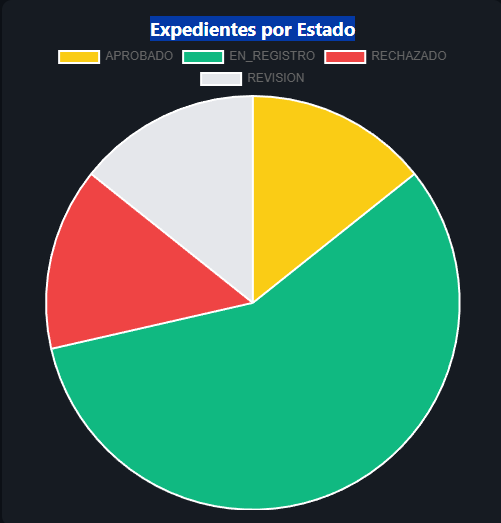 Expedientes por Estado
APROBADO EN_REGISTRO RECHAZADO
REVISION